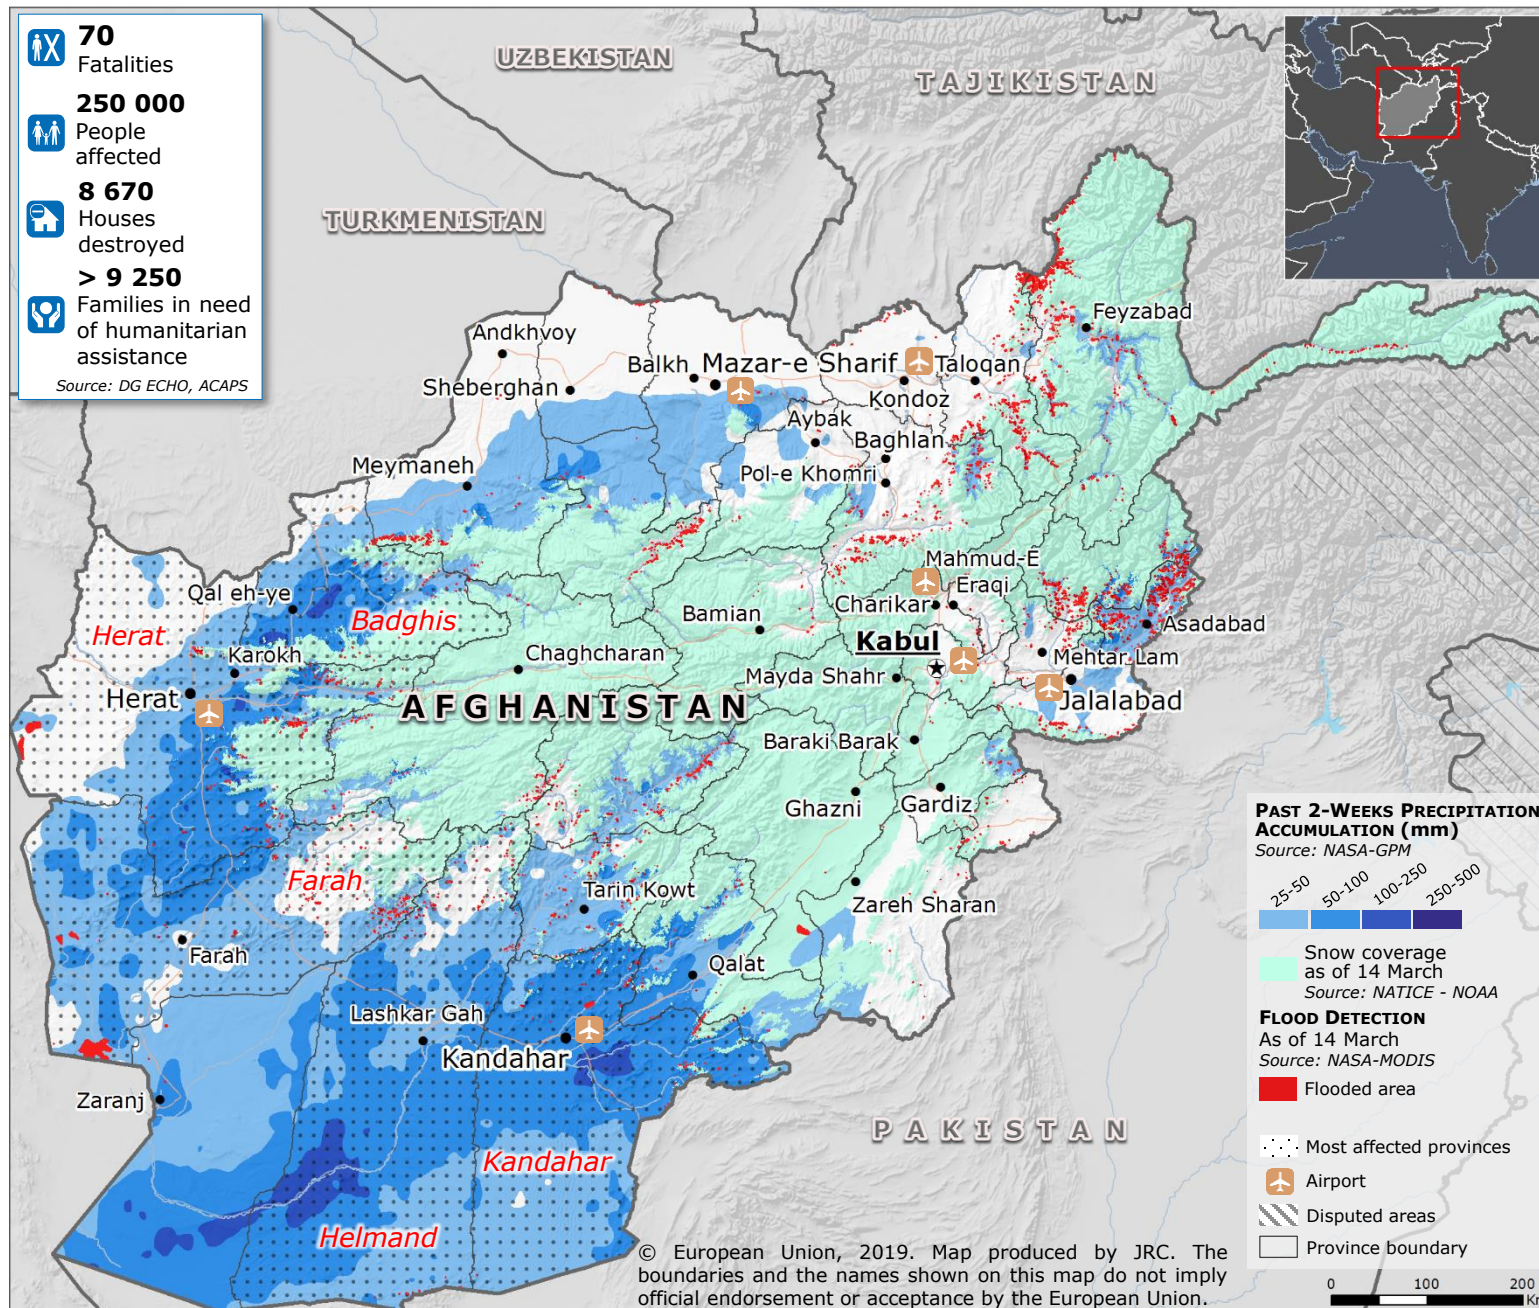 70
Fatalities
250 000
People
affected
8 670
Houses
destroyed
> 9 250
Families in need
of humanitarian
assistance
Source: DG ECHO, ACAPS
UZBEKISTAN
TAJIKISTAN
TURKMENISTAN
Feyzabad
Andkhvoy
Balkh
Mazar-e Sharif
Taloqan
Sheberghan
Kondoz
Aybak
Baghlan
Meymaneh
Pol-e Khomri
Mahmud-E
Eraqi
Qal eh-ye
Charikar
Bamian
Badghis
Herat
Asadabad
Kabul
Karokh
Chaghcharan
Mehtar Lam
Mayda Shahr
Herat
AFGHANISTAN
Jalalabad
Baraki Barak
Ghazni
Gardiz
Farah
Tarin Kowt
Zareh Sharan
Farah
Qalat
Lashkar Gah
Kandahar
Zaranj
PAKISTAN
Kandahar
Helmand
PAST 2-WEEKS PRECIPITATION
ACCUMULATION (mm)
Source: NASA-GPM
25-50
50-100
100-250
250-500
Snow coverage
as of 14 March
Source: NATICE - NOAA
FLOOD DETECTION
As of 14 March
Source: NASA-MODIS
Flooded area
Most affected provinces
Airport
Disputed areas
Province boundary
0 100 200
© European Union, 2019. Map produced by JRC. The
boundaries and the names shown on this map do not imply
official endorsement or acceptance by the European Union.